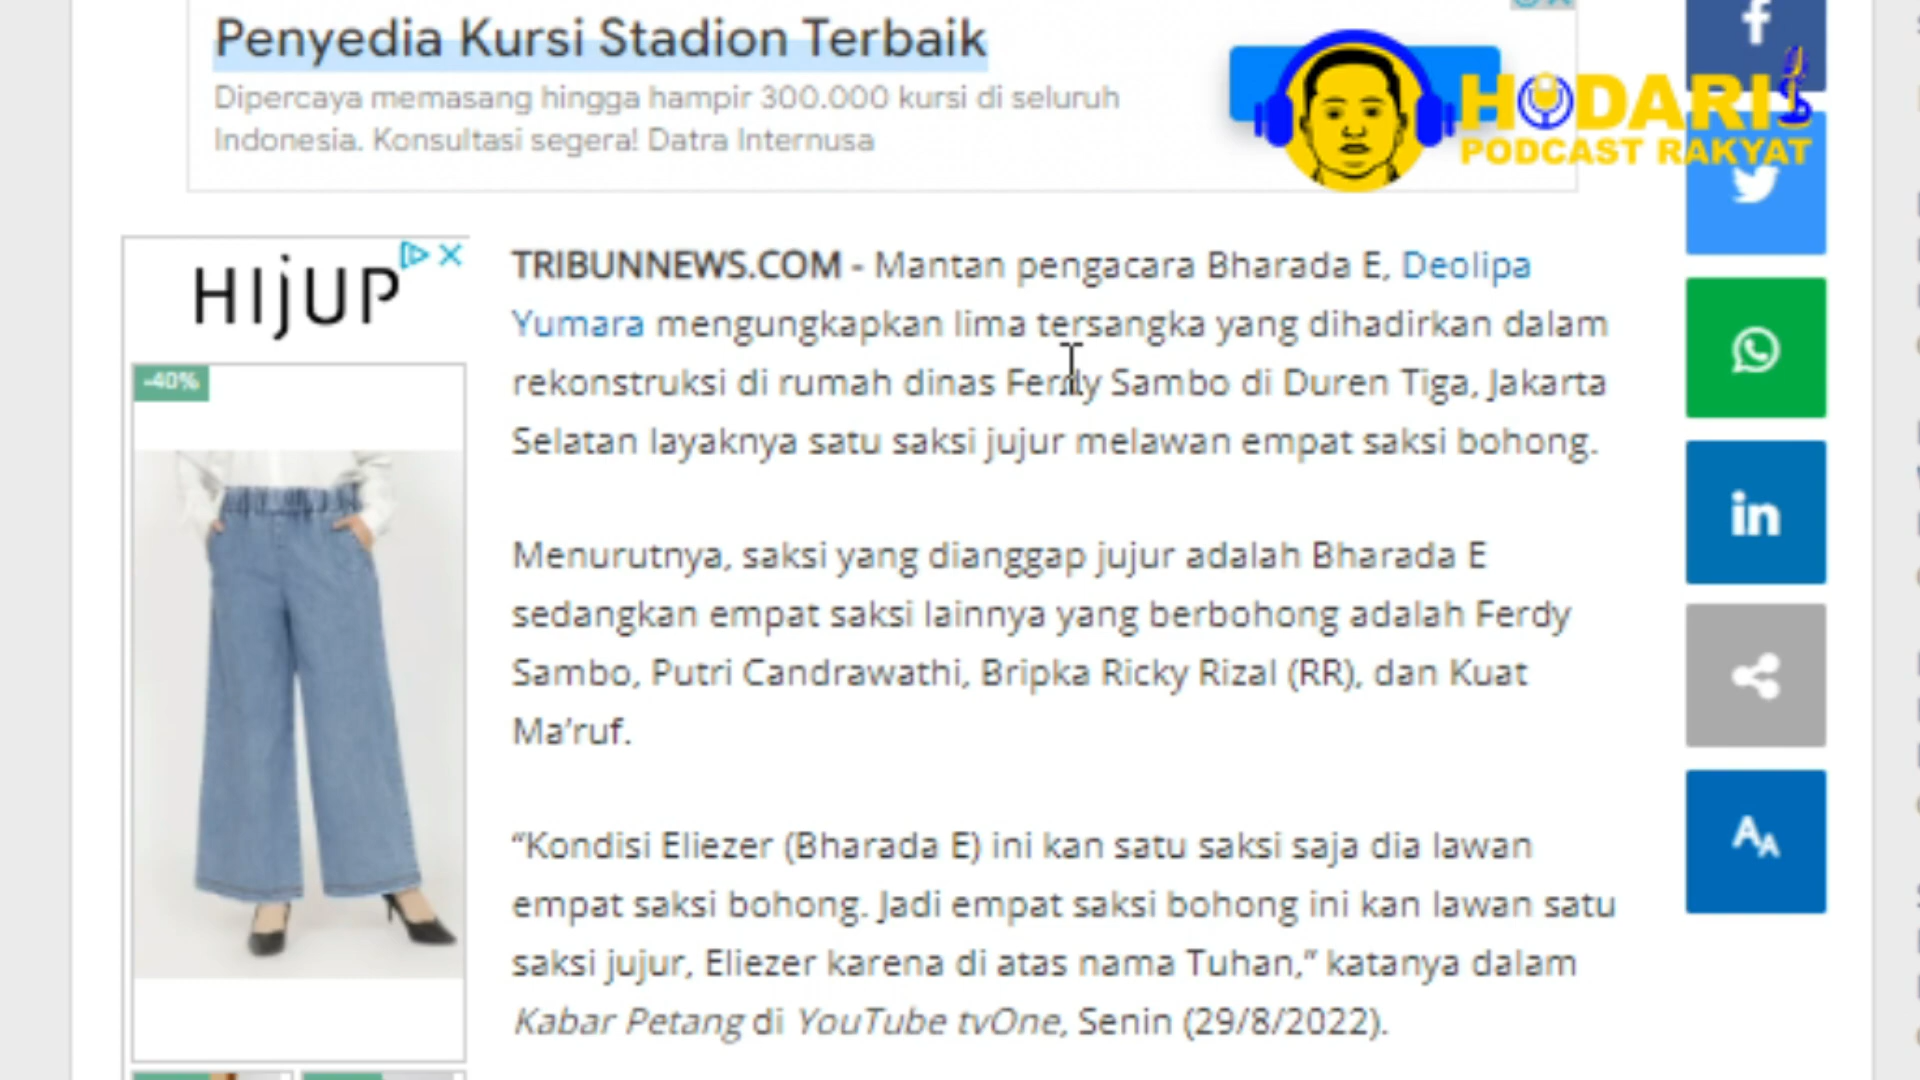 Penyedia Kursi Stadion Terbaik
Dipercaya memasang hingga hampir 300.000 kursi di seluruh
Indonesia. Konsultasi segera! Datra Internusa
HODARI
PODCAST RAKYAT
HIjUP
-40%
TRIBUNNEWS.COM - Mantan pengacara Bharada E, Deolipa
Yumara mengungkapkan lima tersangka yang dihadirkan dalam
rekonstruksi di rumah dinas Ferdy Sambo di Duren Tiga, Jakarta
Selatan layaknya satu saksi jujur melawan empat saksi bohong.
Menurutnya, saksi yang dianggap jujur adalah Bharada E
sedangkan empat saksi lainnya yang berbohong adalah Ferdy
Sambo, Putri Candrawathi, Bripka Ricky Rizal (RR), dan Kuat
Ma’ruf.
“Kondisi Eliezer (Bharada E) ini kan satu saksi saja dia lawan
empat saksi bohong. Jadi empat saksi bohong ini kan lawan satu
saksi jujur, Eliezer karena di atas nama Tuhan,” katanya dalam
Kabar Petang di YouTube tvOne, Senin (29/8/2022).